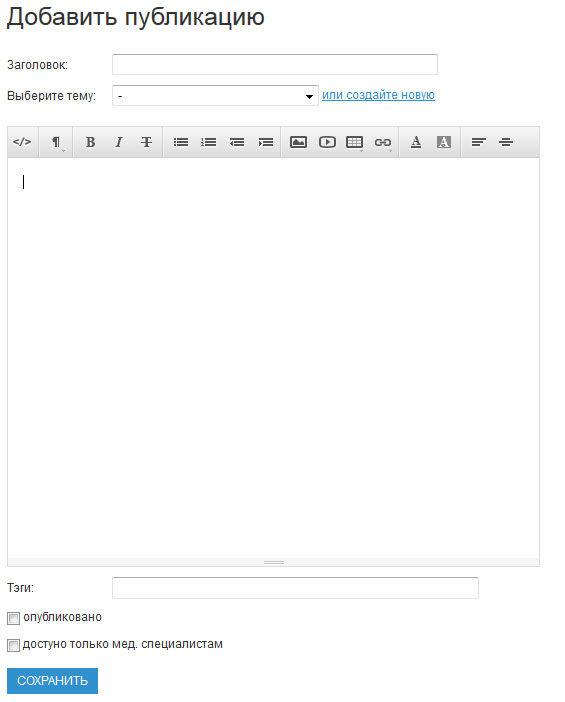 Добавить публикацию
Заголовок:
Выберите тему: - или создайте новую
</> ¶ B I T A A
Тэги:
опубликовано
достуно только мед. специалистам
СОХРАНИТЬ